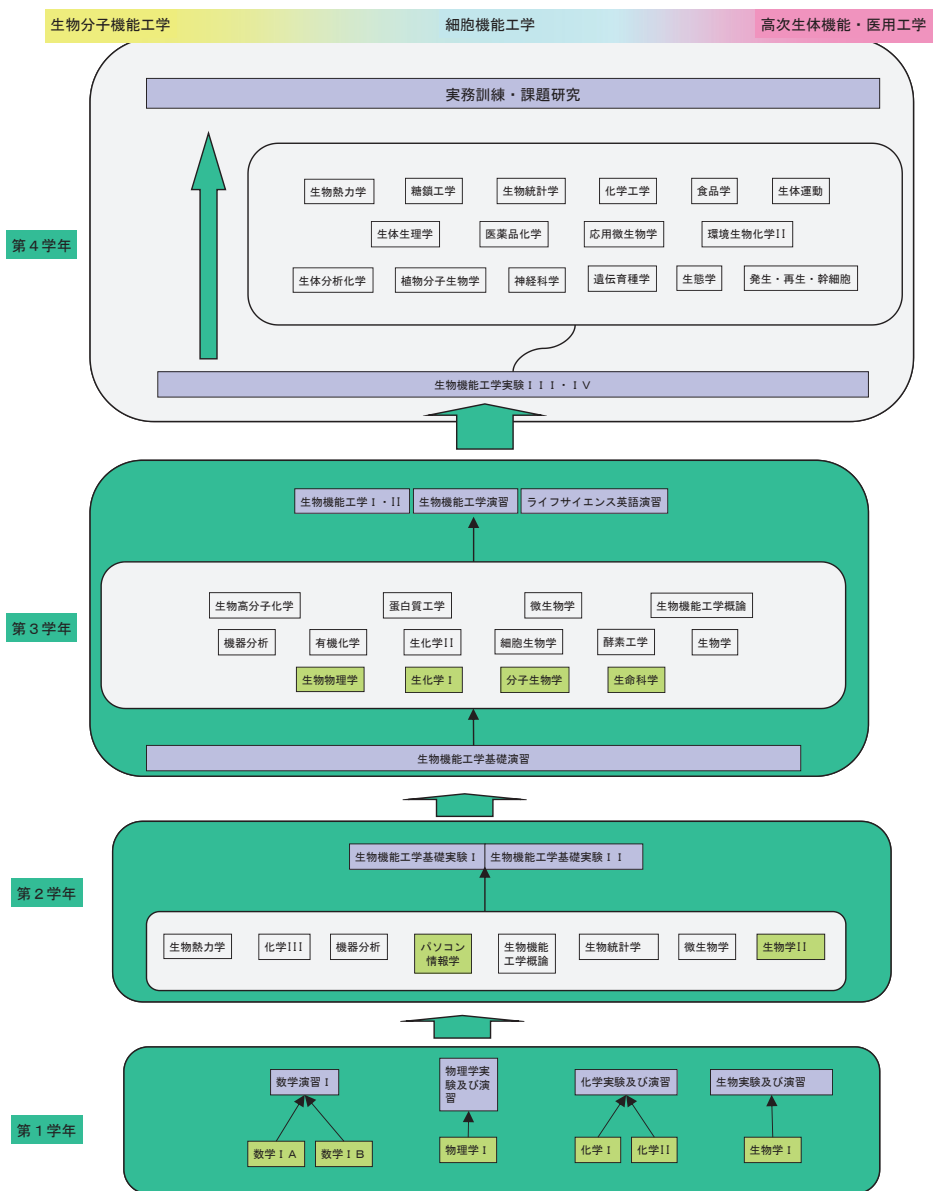 生物分子機能工学
細胞機能工学
高次生体機能・医用工学
実務訓練・課題研究
生物熱力学
糖鎖工学
生物統計学
化学工学
食品学
生体運動
生体生理学
医薬品化学
応用微生物学
環境生物化学II
第４学年
生体分析化学
植物分子生物学
神経科学
遺伝育種学
生態学
発生・再生・幹細胞
生物機能工学実験ＩＩＩ・ＩＶ
生物機能工学Ｉ・II
生物機能工学演習
ライフサイエンス英語演習
生物高分子化学
蛋白質工学
微生物学
生物機能工学概論
第３学年
機器分析
有機化学
生化学II
細胞生物学
酵素工学
生物学
生物物理学
生化学Ｉ
分子生物学
生命科学
生物機能工学基礎演習
生物機能工学基礎実験Ｉ
生物機能工学基礎実験ＩＩ
第２学年
生物熱力学
化学III
機器分析
パソコン
情報学
生物機能
工学概論
生物統計学
微生物学
生物学II
数学演習Ｉ
物理学実
験及び演
習
化学実験及び演習
生物実験及び演習
第１学年
数学ＩＡ
数学ＩＢ
物理学Ｉ
化学Ｉ
化学II
生物学Ｉ